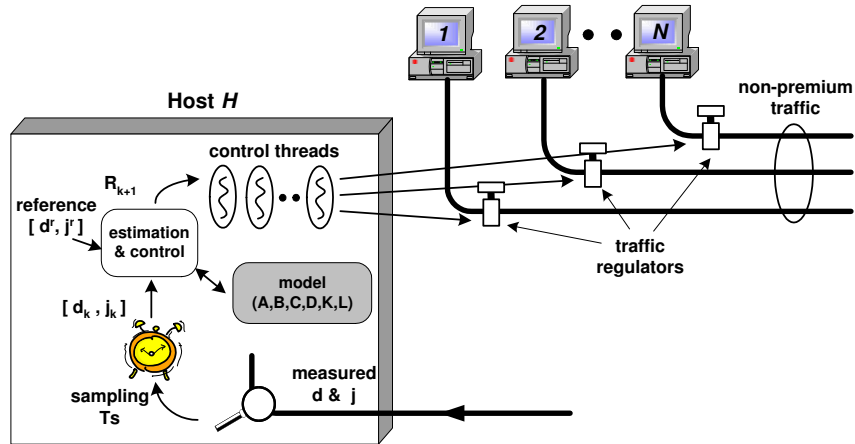 1
2
N
non-premium
traffic
Host H
control threads
R_{k+1}
reference
[ d^r, j^r ]
estimation
& control
traffic
regulators
model
(A,B,C,D,K,L)
[ d_k , j_k ]
measured
d & j
sampling
Ts